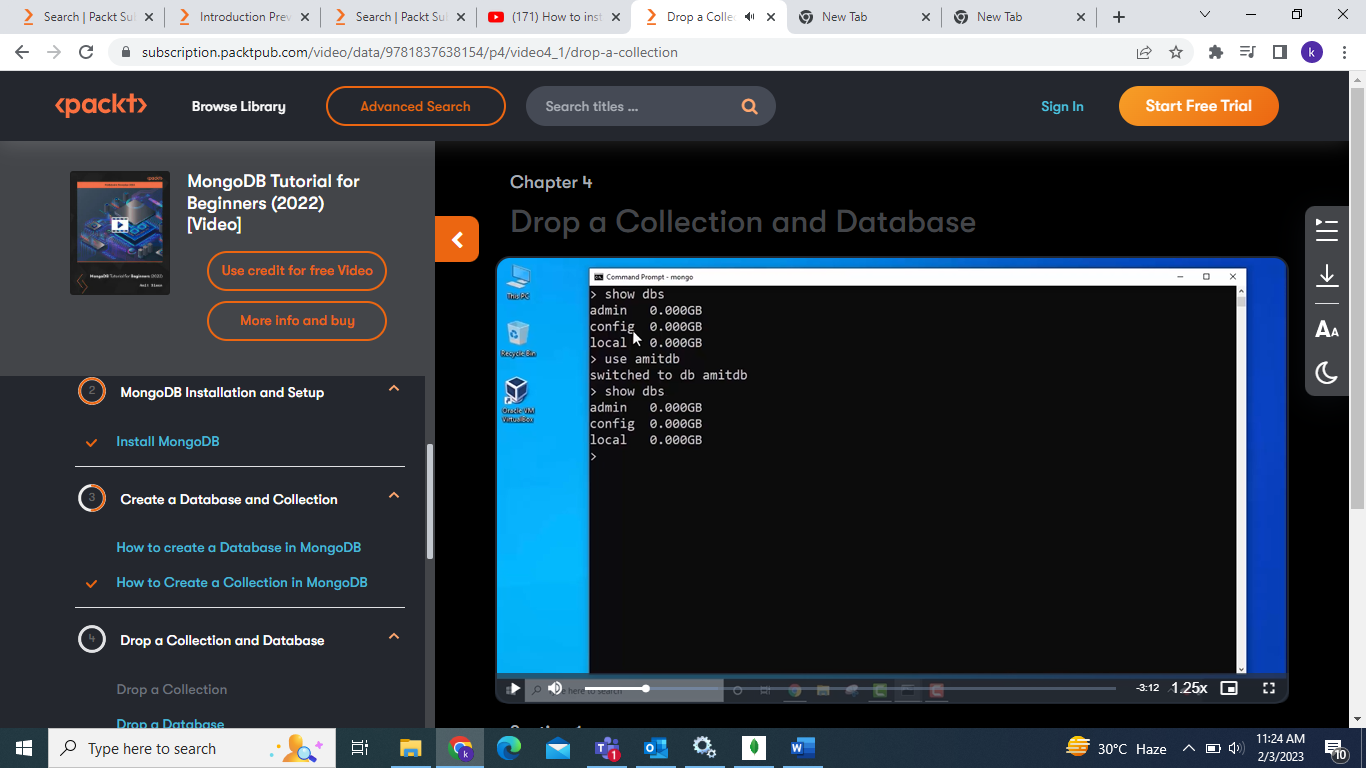 Search | Packt Su
Introduction Prev
Search | Packt Su
(171) How to inst
Drop a Colle
New Tab
New Tab
subscription.packtpub.com/video/data/9781837638154/p4/video4_1/drop-a-collection
k
<packt>
Browse Library
Advanced Search
Search titles ...
Sign In
Start Free Trial
MongoDB Tutorial for
Beginners (2022)
[Video]
Use credit for free Video
More info and buy
2
MongoDB Installation and Setup
Install MongoDB
3
Create a Database and Collection
How to create a Database in MongoDB
How to Create a Collection in MongoDB
4
Drop a Collection and Database
Drop a Collection
Drop a Database
Chapter 4
Drop a Collection and Database
This PC
Recycle Bin
Oracle VM
VirtualBox
Command Prompt - mongo
> show dbs
admin 0.000GB
config 0.000GB
local 0.000GB
> use amitdb
switched to db amitdb
> show dbs
admin 0.000GB
config 0.000GB
local 0.000GB
>
-3:12
1.25x
AA
Type here to search
k
1
30°C Haze
11:24 AM
2/3/2023
10